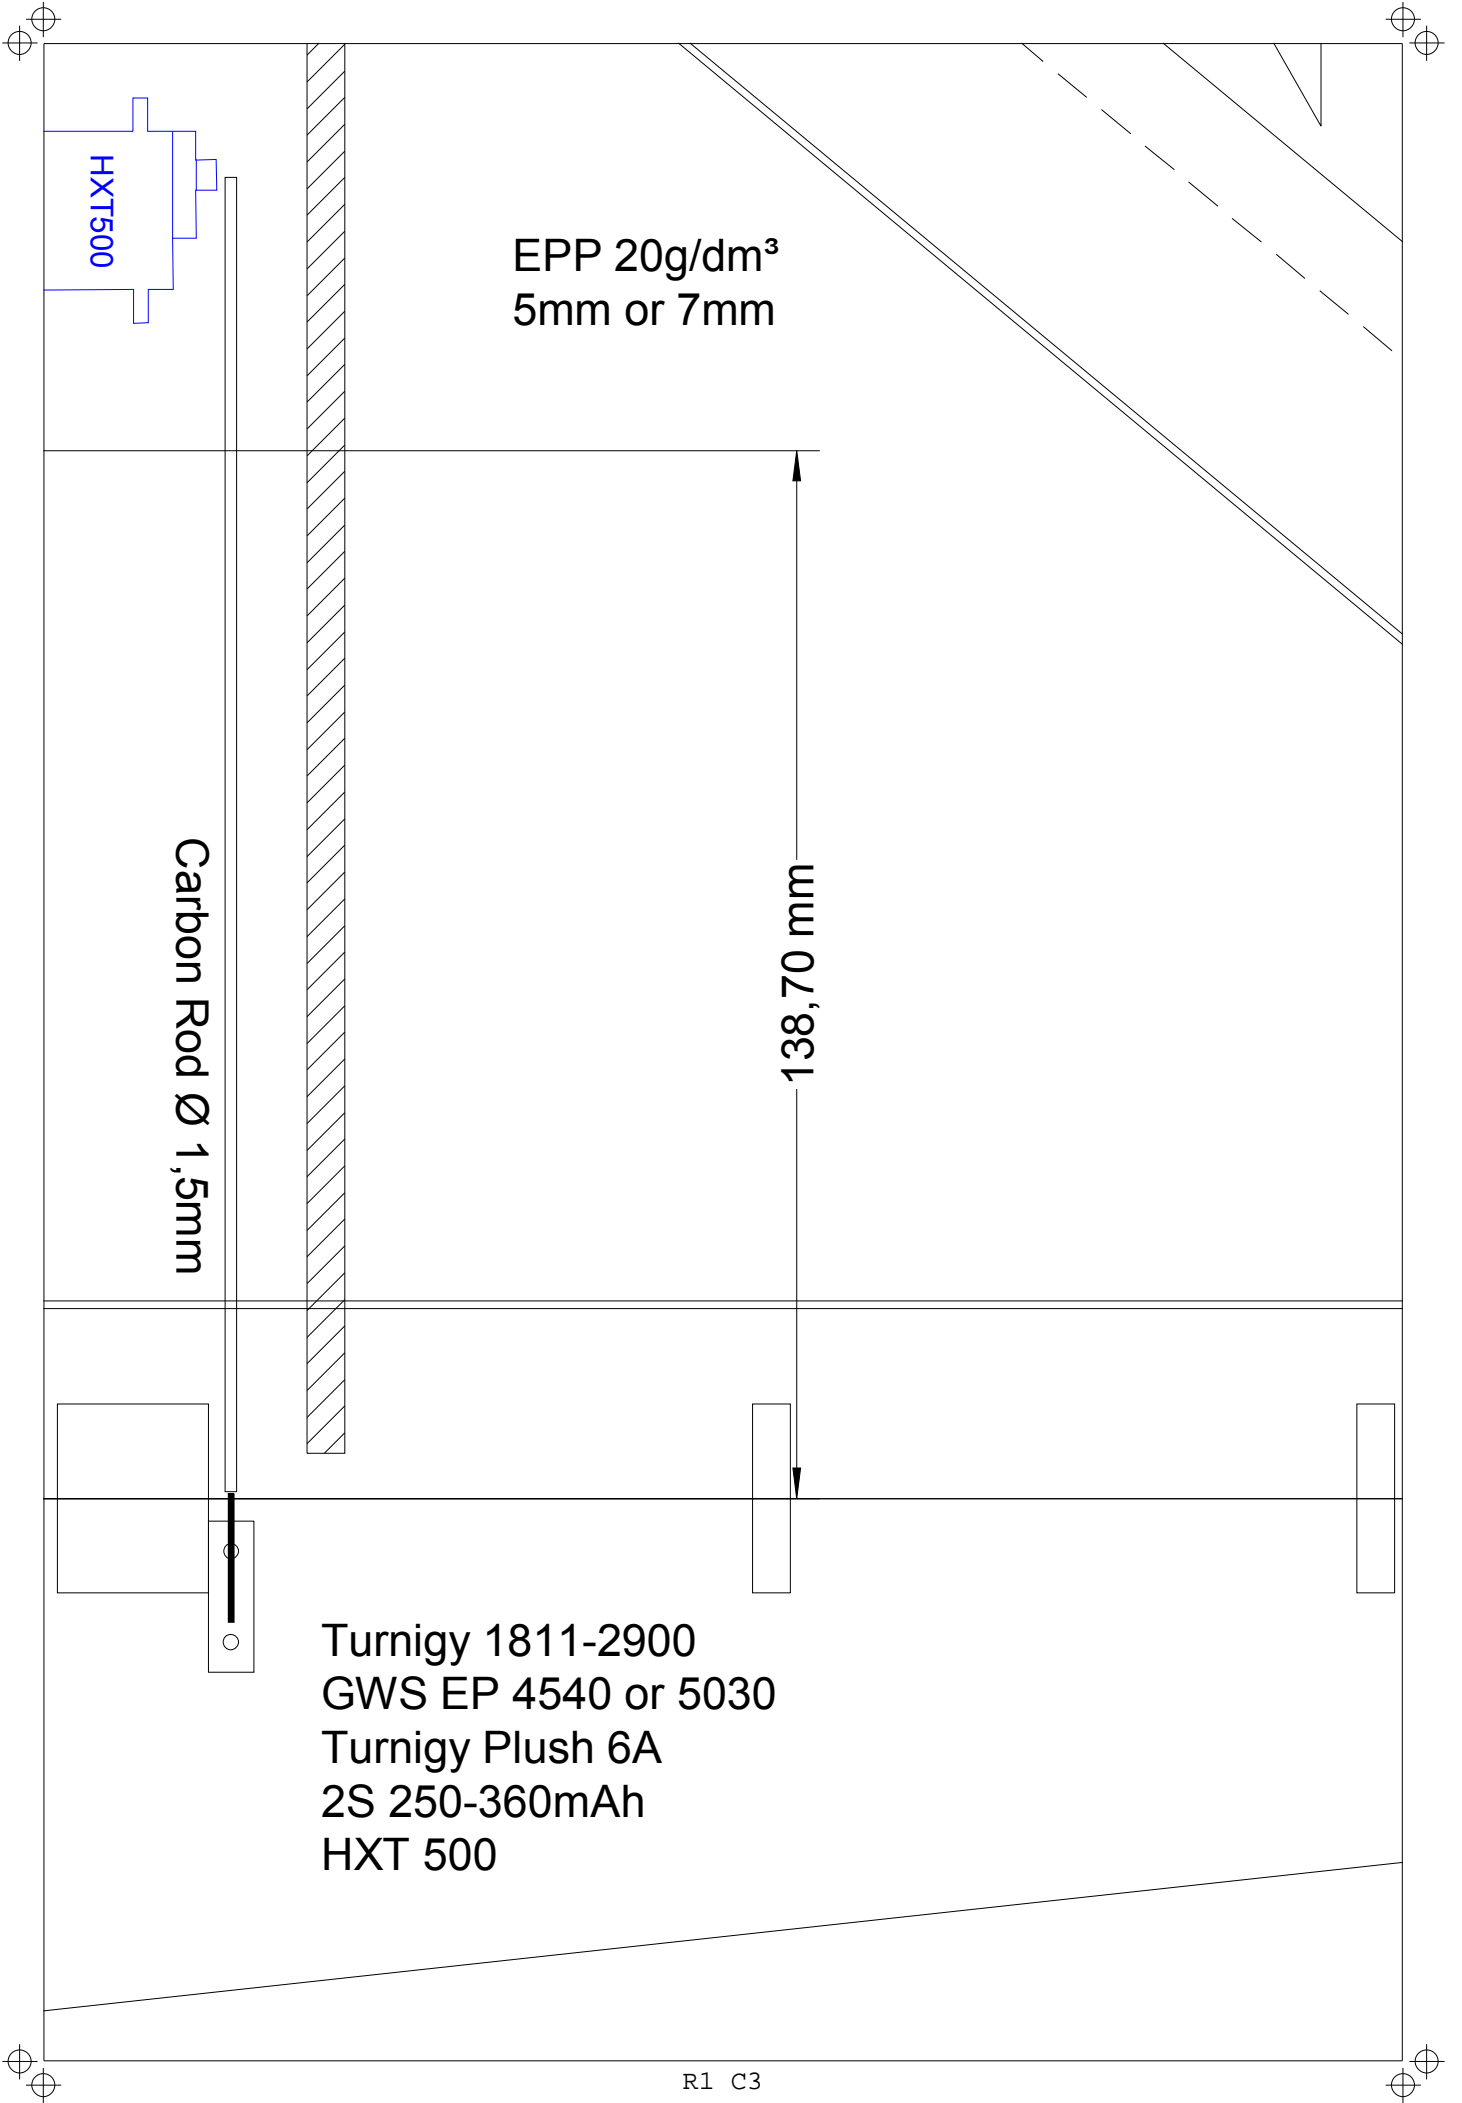 HXT500
EPP 20g/dm³
5mm or 7mm
138,70 mm
Carbon Rod Ø 1,5mm
Turnigy 1811-2900
GWS EP 4540 or 5030
Turnigy Plush 6A
2S 250-360mAh
HXT 500
R1 C3